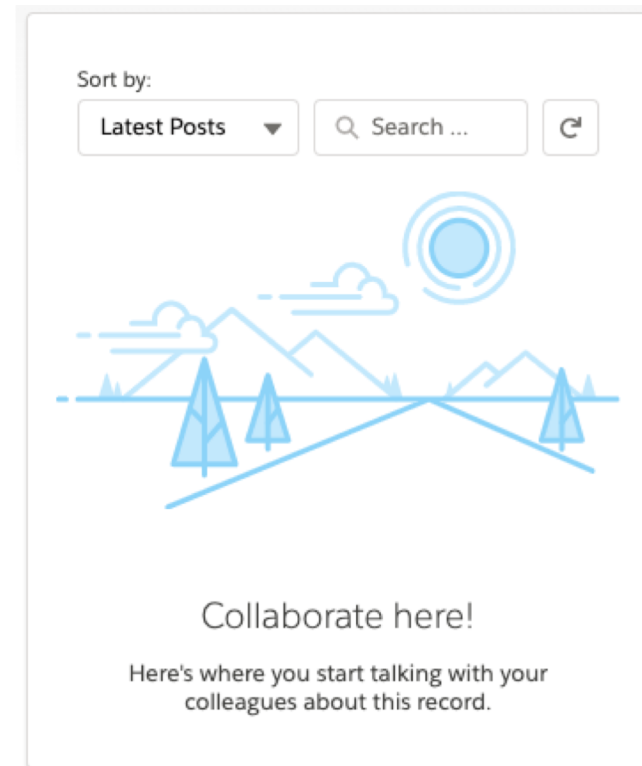 Sort by:
Latest Posts
Search ...
Collaborate here!
Here's where you start talking with your
colleagues about this record.